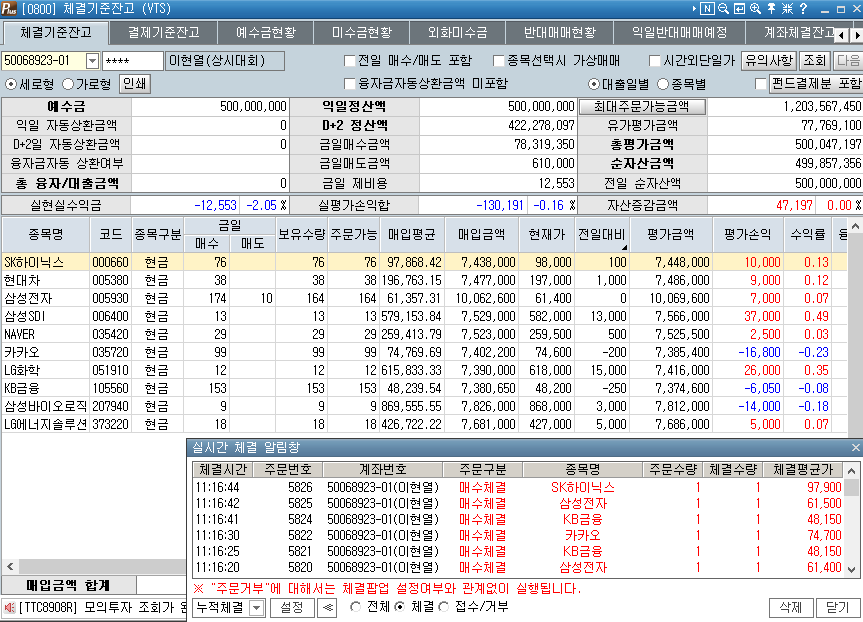 Plus [0800] 체결기준잔고 (VTS)
체결기준잔고 결제기준잔고 예수금현황 미수금현황 외화미수금 반대매매현황 익일반대매매예정 계좌체결잔고
50068923-01 **** 이현열(상시대회) 전일 매수/매도 포함 종목선택시 가상매매 시간외단일가 유의사항 조회 다음
세로형 가로형 인쇄 융자금자동상환금액 미포함 대출일별 종목별 펀드결제분 포함
예수금 500,000,000 익일정산액 500,000,000 최대주문가능금액 1,203,567,450
익일 자동상환금액 0 D+2 정산액 422,278,097 유가평가금액 77,769,100
D+2일 자동상환금액 0 금일매수금액 78,319,350 총평가금액 500,047,197
융자금자동 상환여부 금일매도금액 610,000 순자산금액 499,857,356
총 융자/대출금액 0 금일 제비용 12,553 전일 순자산액 500,000,000
실현실수익금 -12,553 -2.05 % 실평가손익합 -130,191 -0.16 % 자산증감금액 47,197 0.00 %
종목명 코드 종목구분 금일 보유수량 주문가능 매입평균 매입금액 현재가 전일대비 평가금액 평가손익 수익률
매수 매도
SK하이닉스 000660 현금 76 76 76 97,868.42 7,438,000 98,000 100 7,448,000 10,000 0.13
현대차 005380 현금 38 38 38 196,763.15 7,477,000 197,000 1,000 7,486,000 9,000 0.12
삼성전자 005930 현금 174 10 164 164 61,357.31 10,062,600 61,400 0 10,069,600 7,000 0.07
삼성SDI 006400 현금 13 13 13 579,153.84 7,529,000 582,000 13,000 7,566,000 37,000 0.49
NAVER 035420 현금 29 29 29 259,413.79 7,523,000 259,500 500 7,525,500 2,500 0.03
카카오 035720 현금 99 99 99 74,769.69 7,402,200 74,600 -200 7,385,400 -16,800 -0.23
LG화학 051910 현금 12 12 12 615,833.33 7,390,000 618,000 15,000 7,416,000 26,000 0.35
KB금융 105560 현금 153 153 153 48,239.54 7,380,650 48,200 -250 7,374,600 -6,050 -0.08
삼성바이오로직 207940 현금 9 9 9 869,555.55 7,826,000 868,000 3,000 7,812,000 -14,000 -0.18
LG에너지솔루션 373220 현금 18 18 18 426,722.22 7,681,000 427,000 5,000 7,686,000 5,000 0.07
실시간 체결 알림창
체결시간 주문번호 계좌번호 주문구분 종목명 주문수량 체결수량 체결평균가
11:16:44 5826 50068923-01(이현열) 매수체결 SK하이닉스 1 1 97,900
11:16:42 5825 50068923-01(이현열) 매수체결 삼성전자 1 1 61,500
11:16:41 5824 50068923-01(이현열) 매수체결 KB금융 1 1 48,150
11:16:30 5822 50068923-01(이현열) 매수체결 카카오 1 1 74,700
11:16:25 5821 50068923-01(이현열) 매수체결 KB금융 1 1 48,150
11:16:20 5820 50068923-01(이현열) 매수체결 삼성전자 1 1 61,400
매입금액 합계
※ "주문거부"에 대해서는 체결팝업 설정여부와 관계없이 실행됩니다.
[TTC8908R] 모의투자 조회가
누적체결 설정 ≪ 전체 체결 접수/거부 삭제 닫기